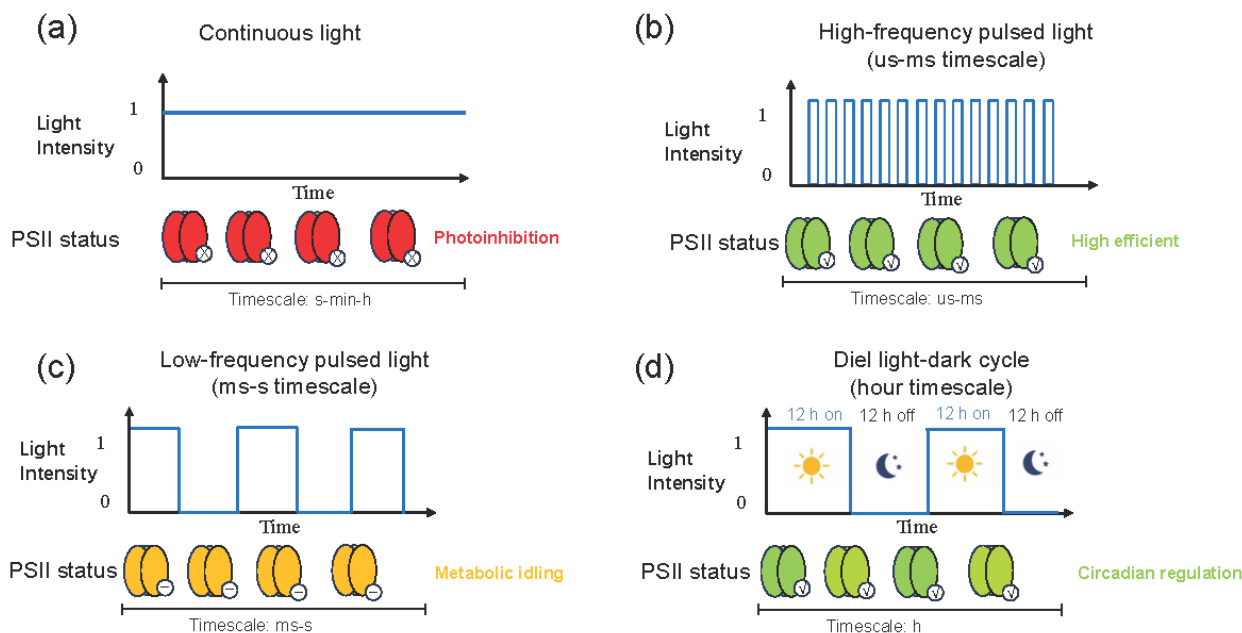 (a)
Continuous light
Light
Intensity
1
0
Time
PSII status
Photoinhibition
Timescale: s-min-h
(b)
High-frequency pulsed light
(us-ms timescale)
Light
Intensity
1
0
Time
PSII status
High efficient
Timescale: us-ms
(c)
Low-frequency pulsed light
(ms-s timescale)
Light
Intensity
1
0
Time
PSII status
Metabolic idling
Timescale: ms-s
(d)
Diel light-dark cycle
(hour timescale)
12 h on 12 h off 12 h on 12 h off
Light
Intensity
1
0
Time
PSII status
Circadian regulation
Timescale: h